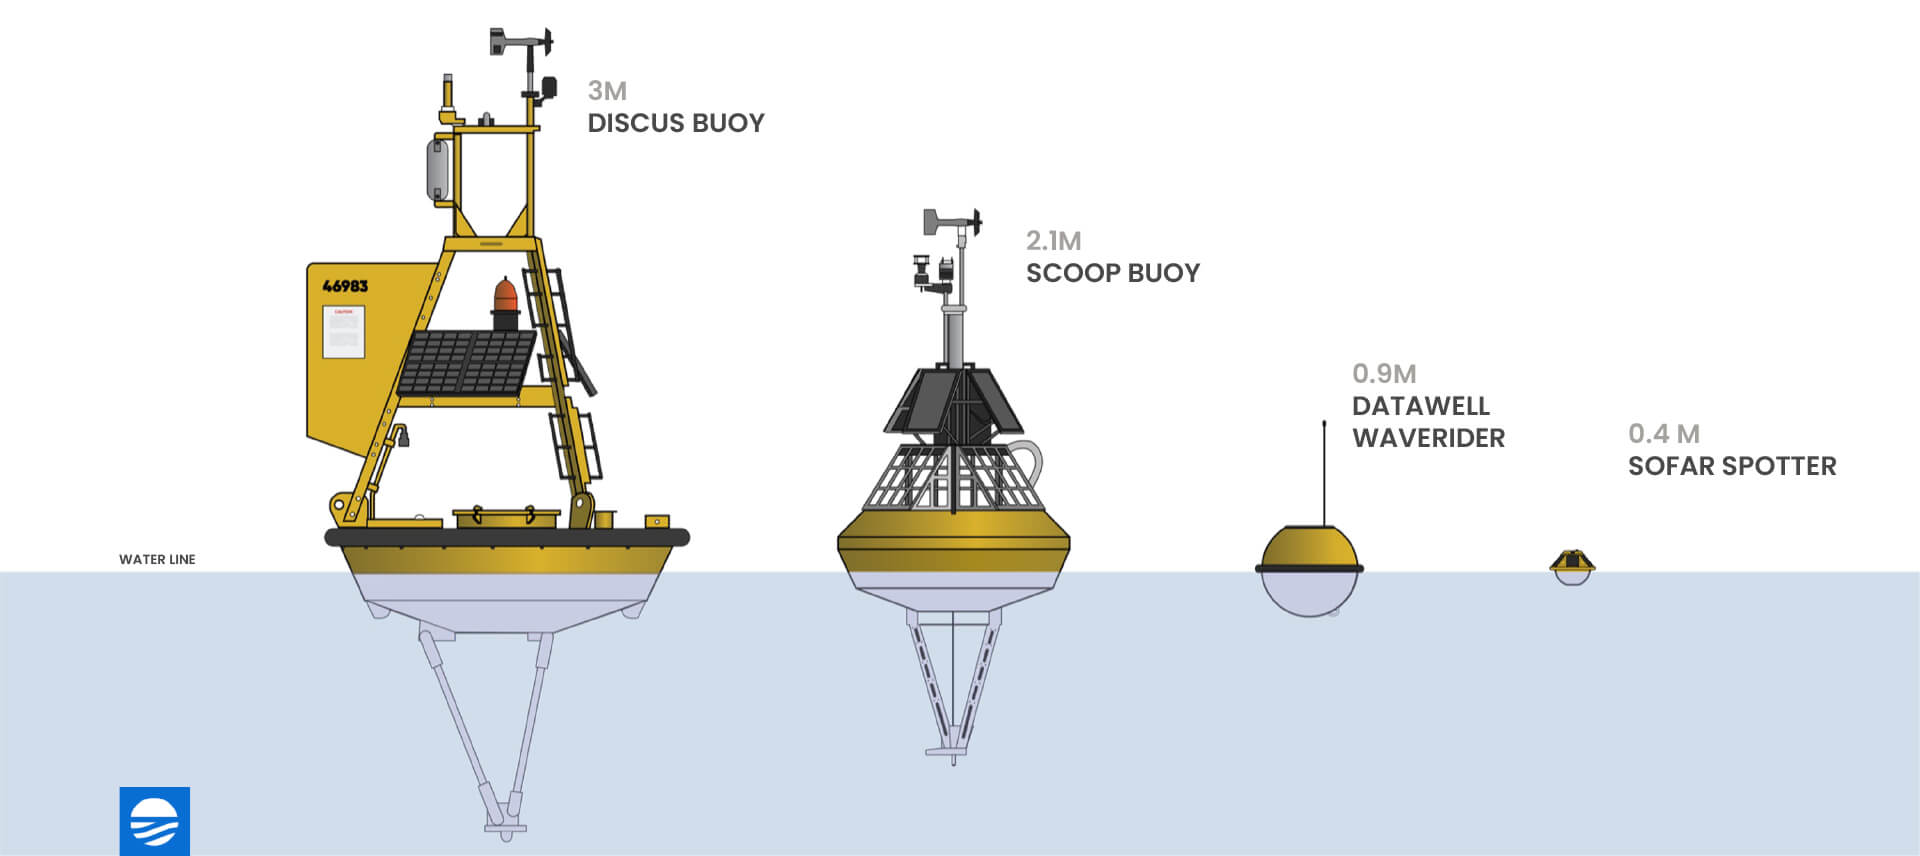 3M
DISCUS BUOY
2.1M
SCOOP BUOY
46983
CAUTION
0.9M
DATAWELL
WAVERIDER
0.4 M
SOFAR SPOTTER
WATER LINE